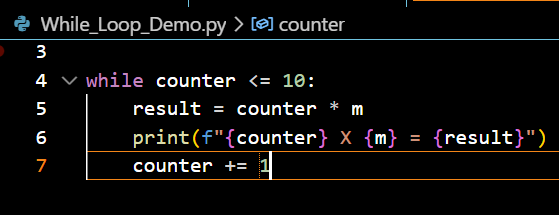 While_Loop_Demo.py > counter
3
4 while counter <= 10:
5     result = counter * m
6     print(f"{counter} X {m} = {result}")
7     counter += 1